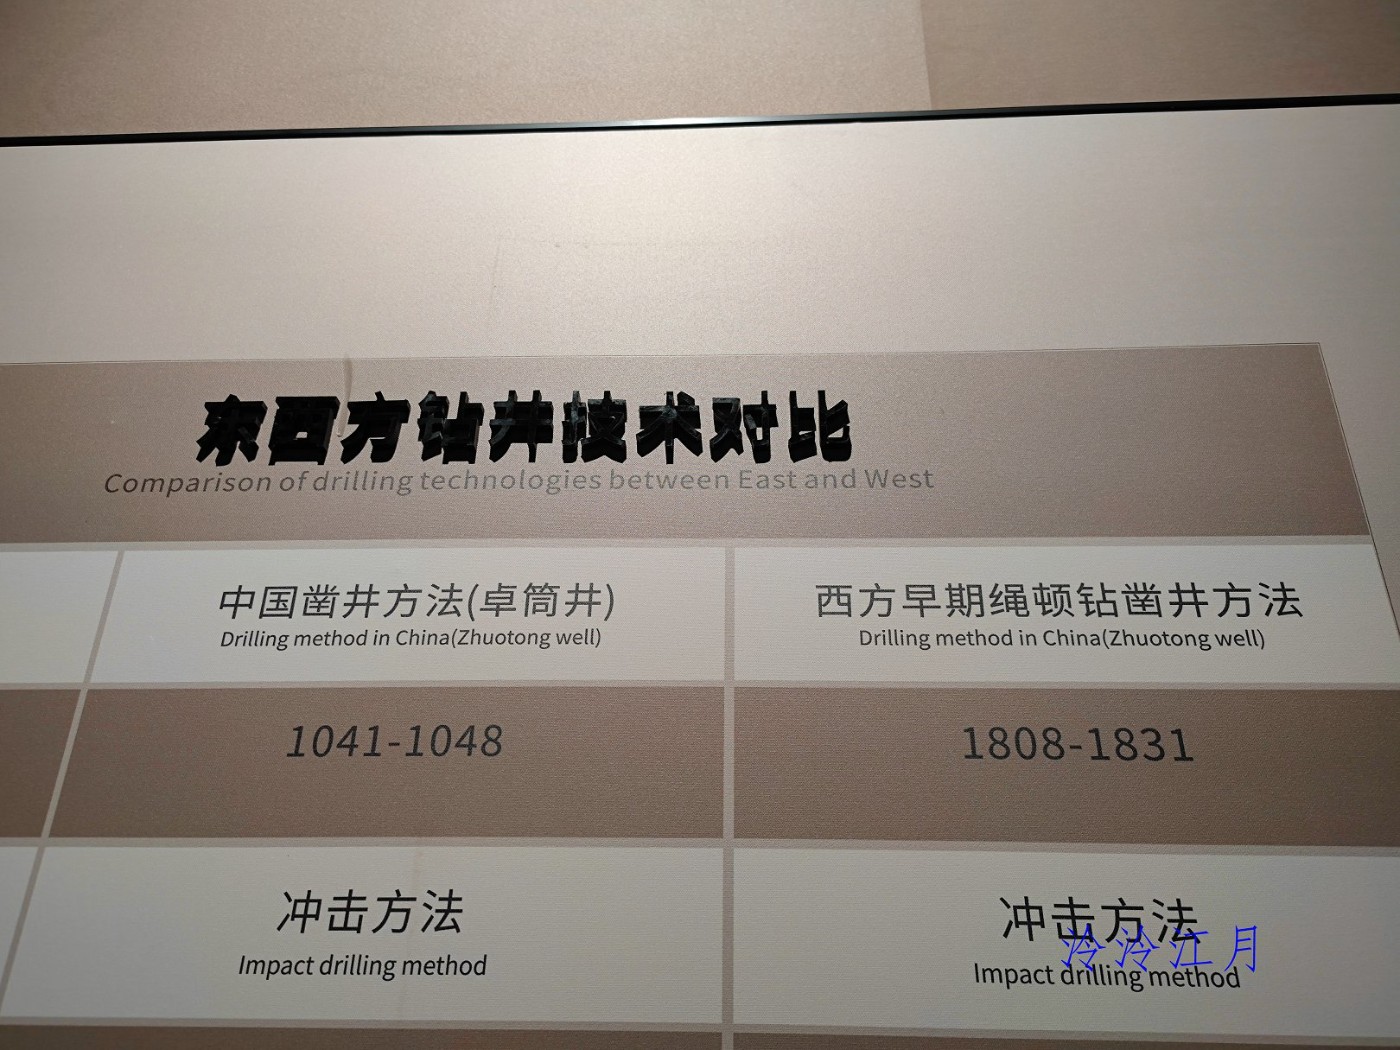 东西方钻井技术对比
Comparison of drilling technologies between East and West
中国凿井方法(卓筒井)
Drilling method in China(Zhuotong well)
西方早期绳顿钻凿井方法
Drilling method in China(Zhuotong well)
1041-1048
1808-1831
冲击方法
Impact drilling method
冲击方法
Impact drilling method
泠泠江月